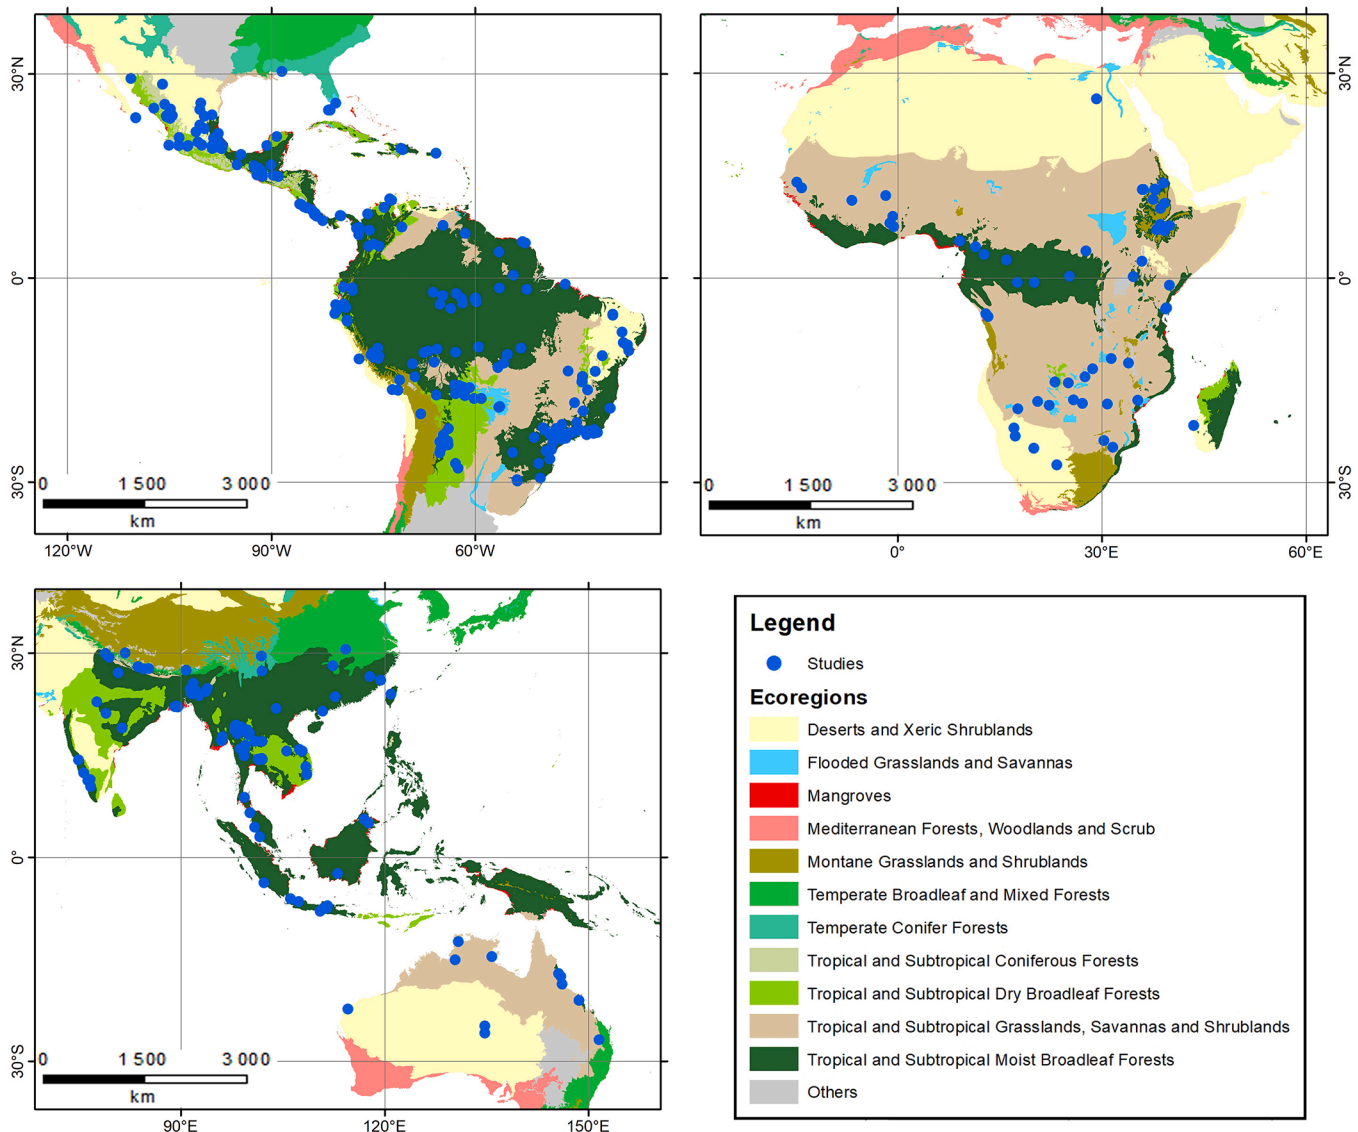 30°N
0°
30°S
0 1 500 3 000
km
120°W 90°W 60°W
30°N
0°
30°S
0 1 500 3 000
km
0° 30°E 60°E
30°N
0°
30°S
0 1 500 3 000
km
90°E 120°E 150°E
Legend
Studies
Ecoregions
Deserts and Xeric Shrublands
Flooded Grasslands and Savannas
Mangroves
Mediterranean Forests, Woodlands and Scrub
Montane Grasslands and Shrublands
Temperate Broadleaf and Mixed Forests
Temperate Conifer Forests
Tropical and Subtropical Coniferous Forests
Tropical and Subtropical Dry Broadleaf Forests
Tropical and Subtropical Grasslands, Savannas and Shrublands
Tropical and Subtropical Moist Broadleaf Forests
Others